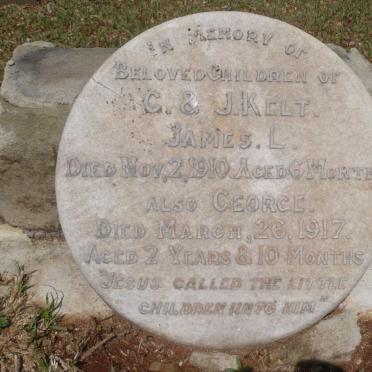 IN MEMORY OF
BELOVED CHILDREN OF
C. & J. KELT.
JAMES. L.
DIED NOV, 2, 1910. AGED 6 MONTHS
ALSO GEORGE.
DIED MARCH, 26, 1917.
AGED 2 YEARS & 10 MONTHS
"JESUS CALLED THE LITTLE
CHILDREN UNTO HIM"